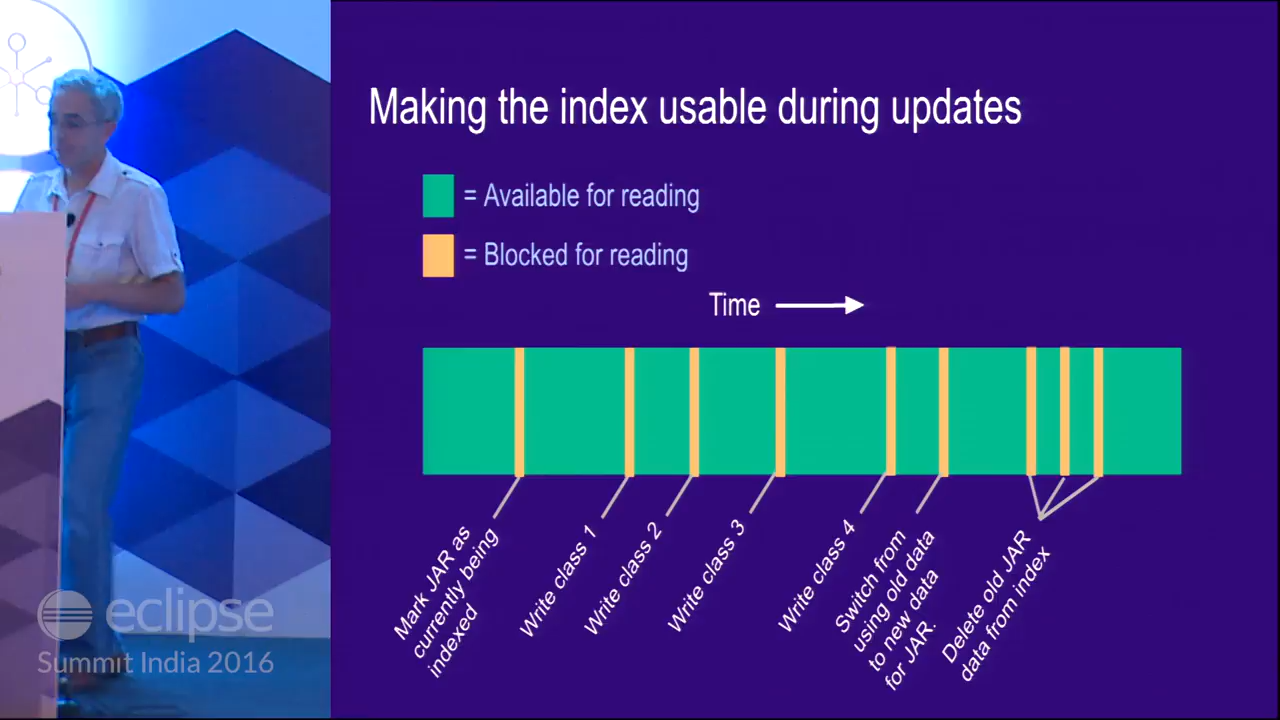 Making the index usable during updates
= Available for reading
= Blocked for reading
Time
Mark JAR as
currently being
indexed
Write class 1
Write class 2
Write class 3
Write class 4
Switch from
using old data
to new data
for JAR.
Delete old JAR
data from index
eclipse
Summit India 2016